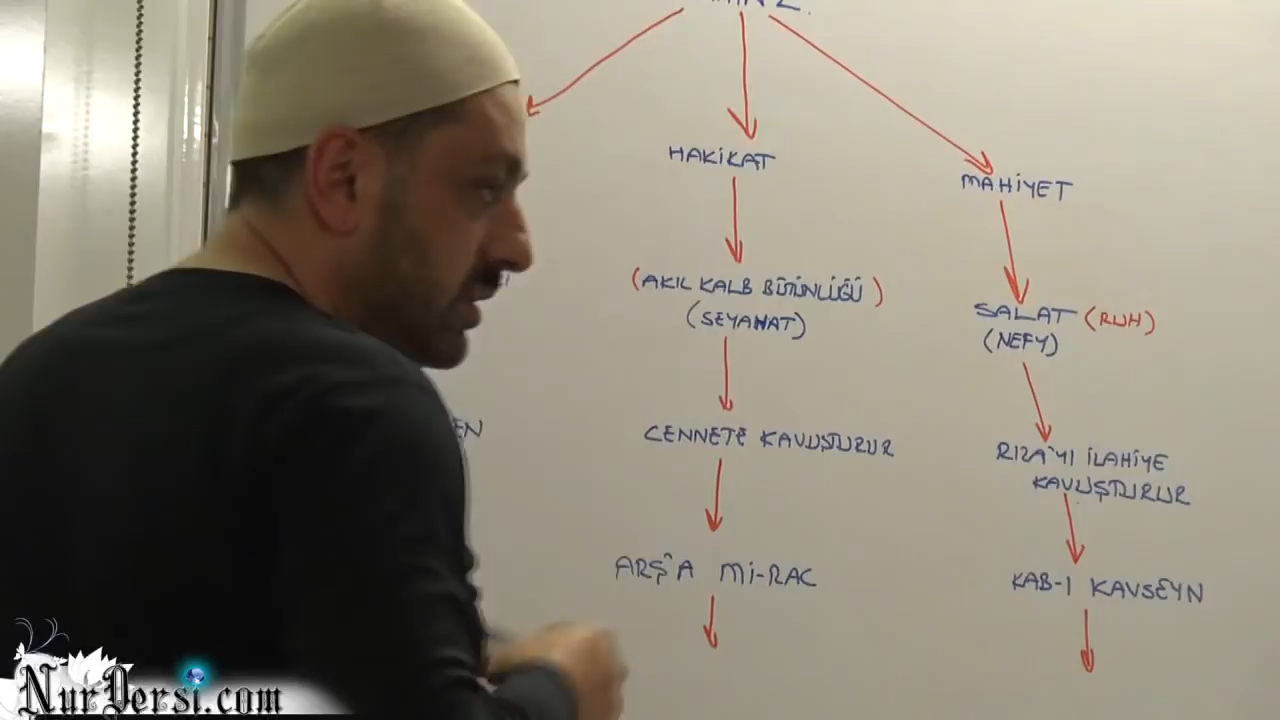 HAKİKAT
MAHİYET
(AKIL KALB BÜTÜNLÜĞÜ)
(SEYAHAT)
SALAT (RUH)
(NEFY)
CENNETE KAVUŞTURUR
RIZA'YI İLAHİYE
KAVUŞTURUR
ARŞ'A Mİ-RAC
KAB-I KAVSEYN
NurDersi.com